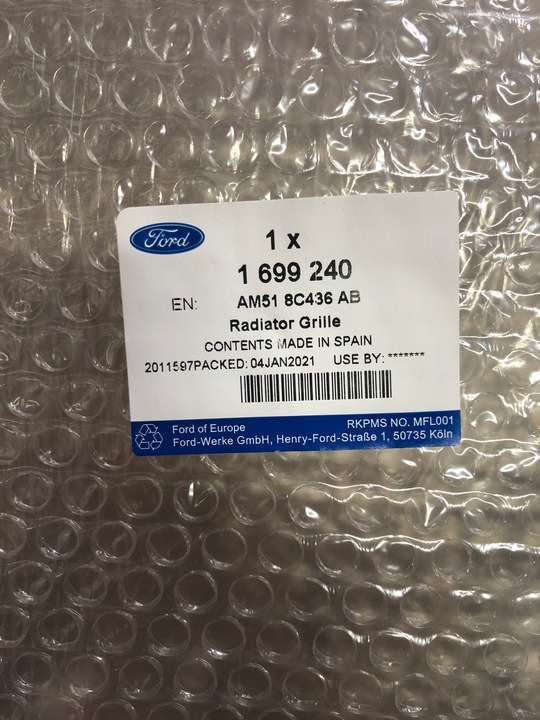 Ford
1 x
1 699 240
EN: AM51 8C436 AB
Radiator Grille
CONTENTS MADE IN SPAIN
2011597PACKED: 04JAN2021 USE BY: *******
Ford of Europe RKPMS NO. MFL001
Ford-Werke GmbH, Henry-Ford-Straße 1, 50735 Köln